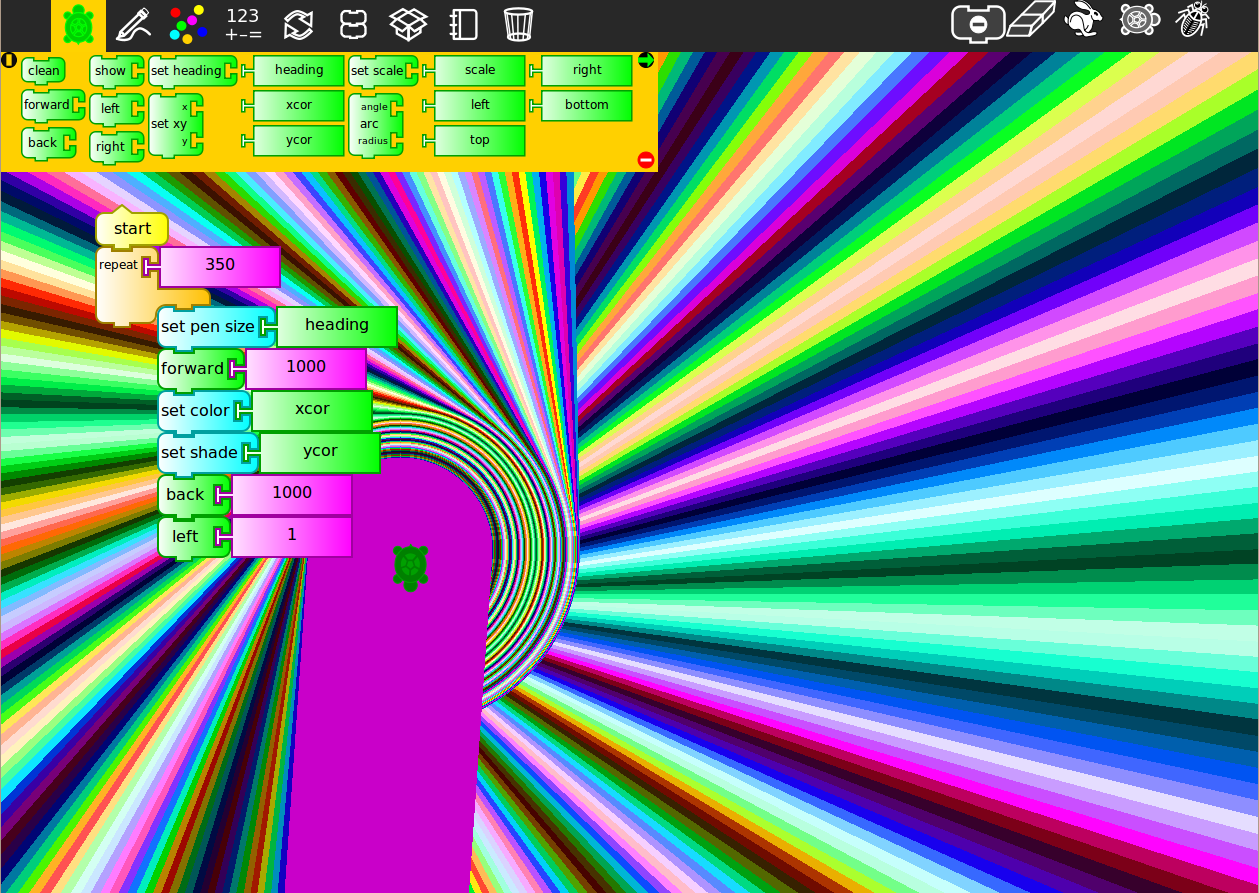 123
+-=
clean
show
set heading
heading
set scale
scale
right
forward
left
set xy
x
y
xcor
angle
arc
radius
left
bottom
back
right
ycor
top
start
repeat
350
set pen size
heading
forward
1000
set color
xcor
set shade
ycor
back
1000
left
1